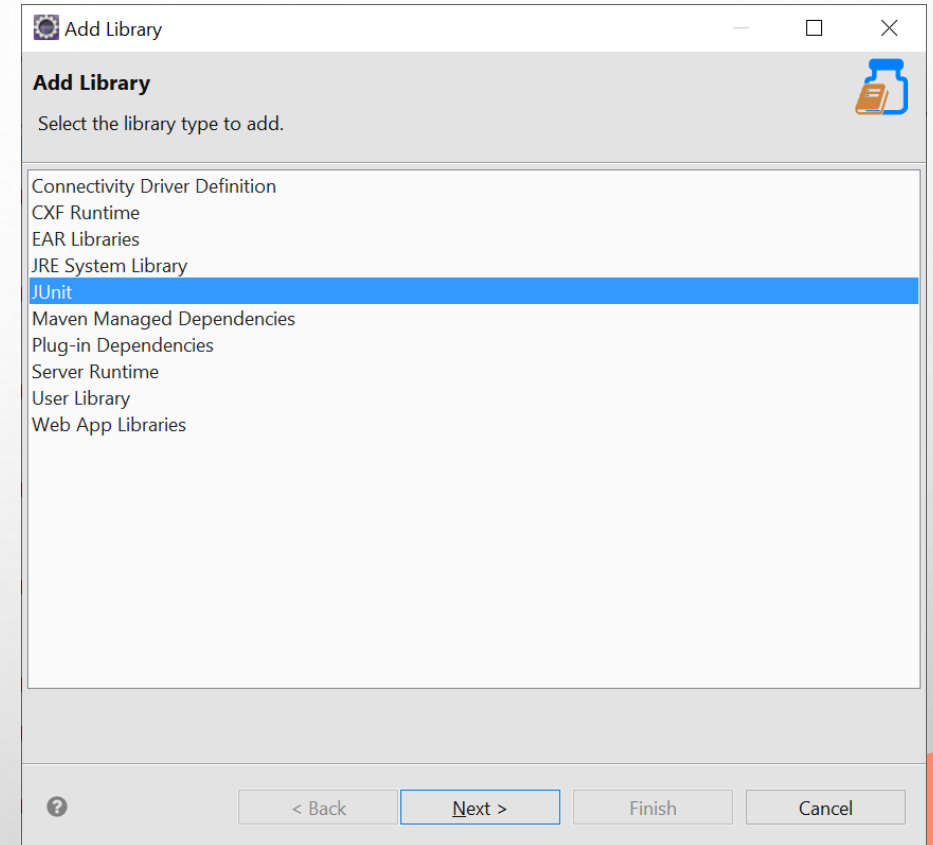 Add Library
Add Library
Select the library type to add.
Connectivity Driver Definition
CXF Runtime
EAR Libraries
JRE System Library
JUnit
Maven Managed Dependencies
Plug-in Dependencies
Server Runtime
User Library
Web App Libraries
? < Back Next > Finish Cancel